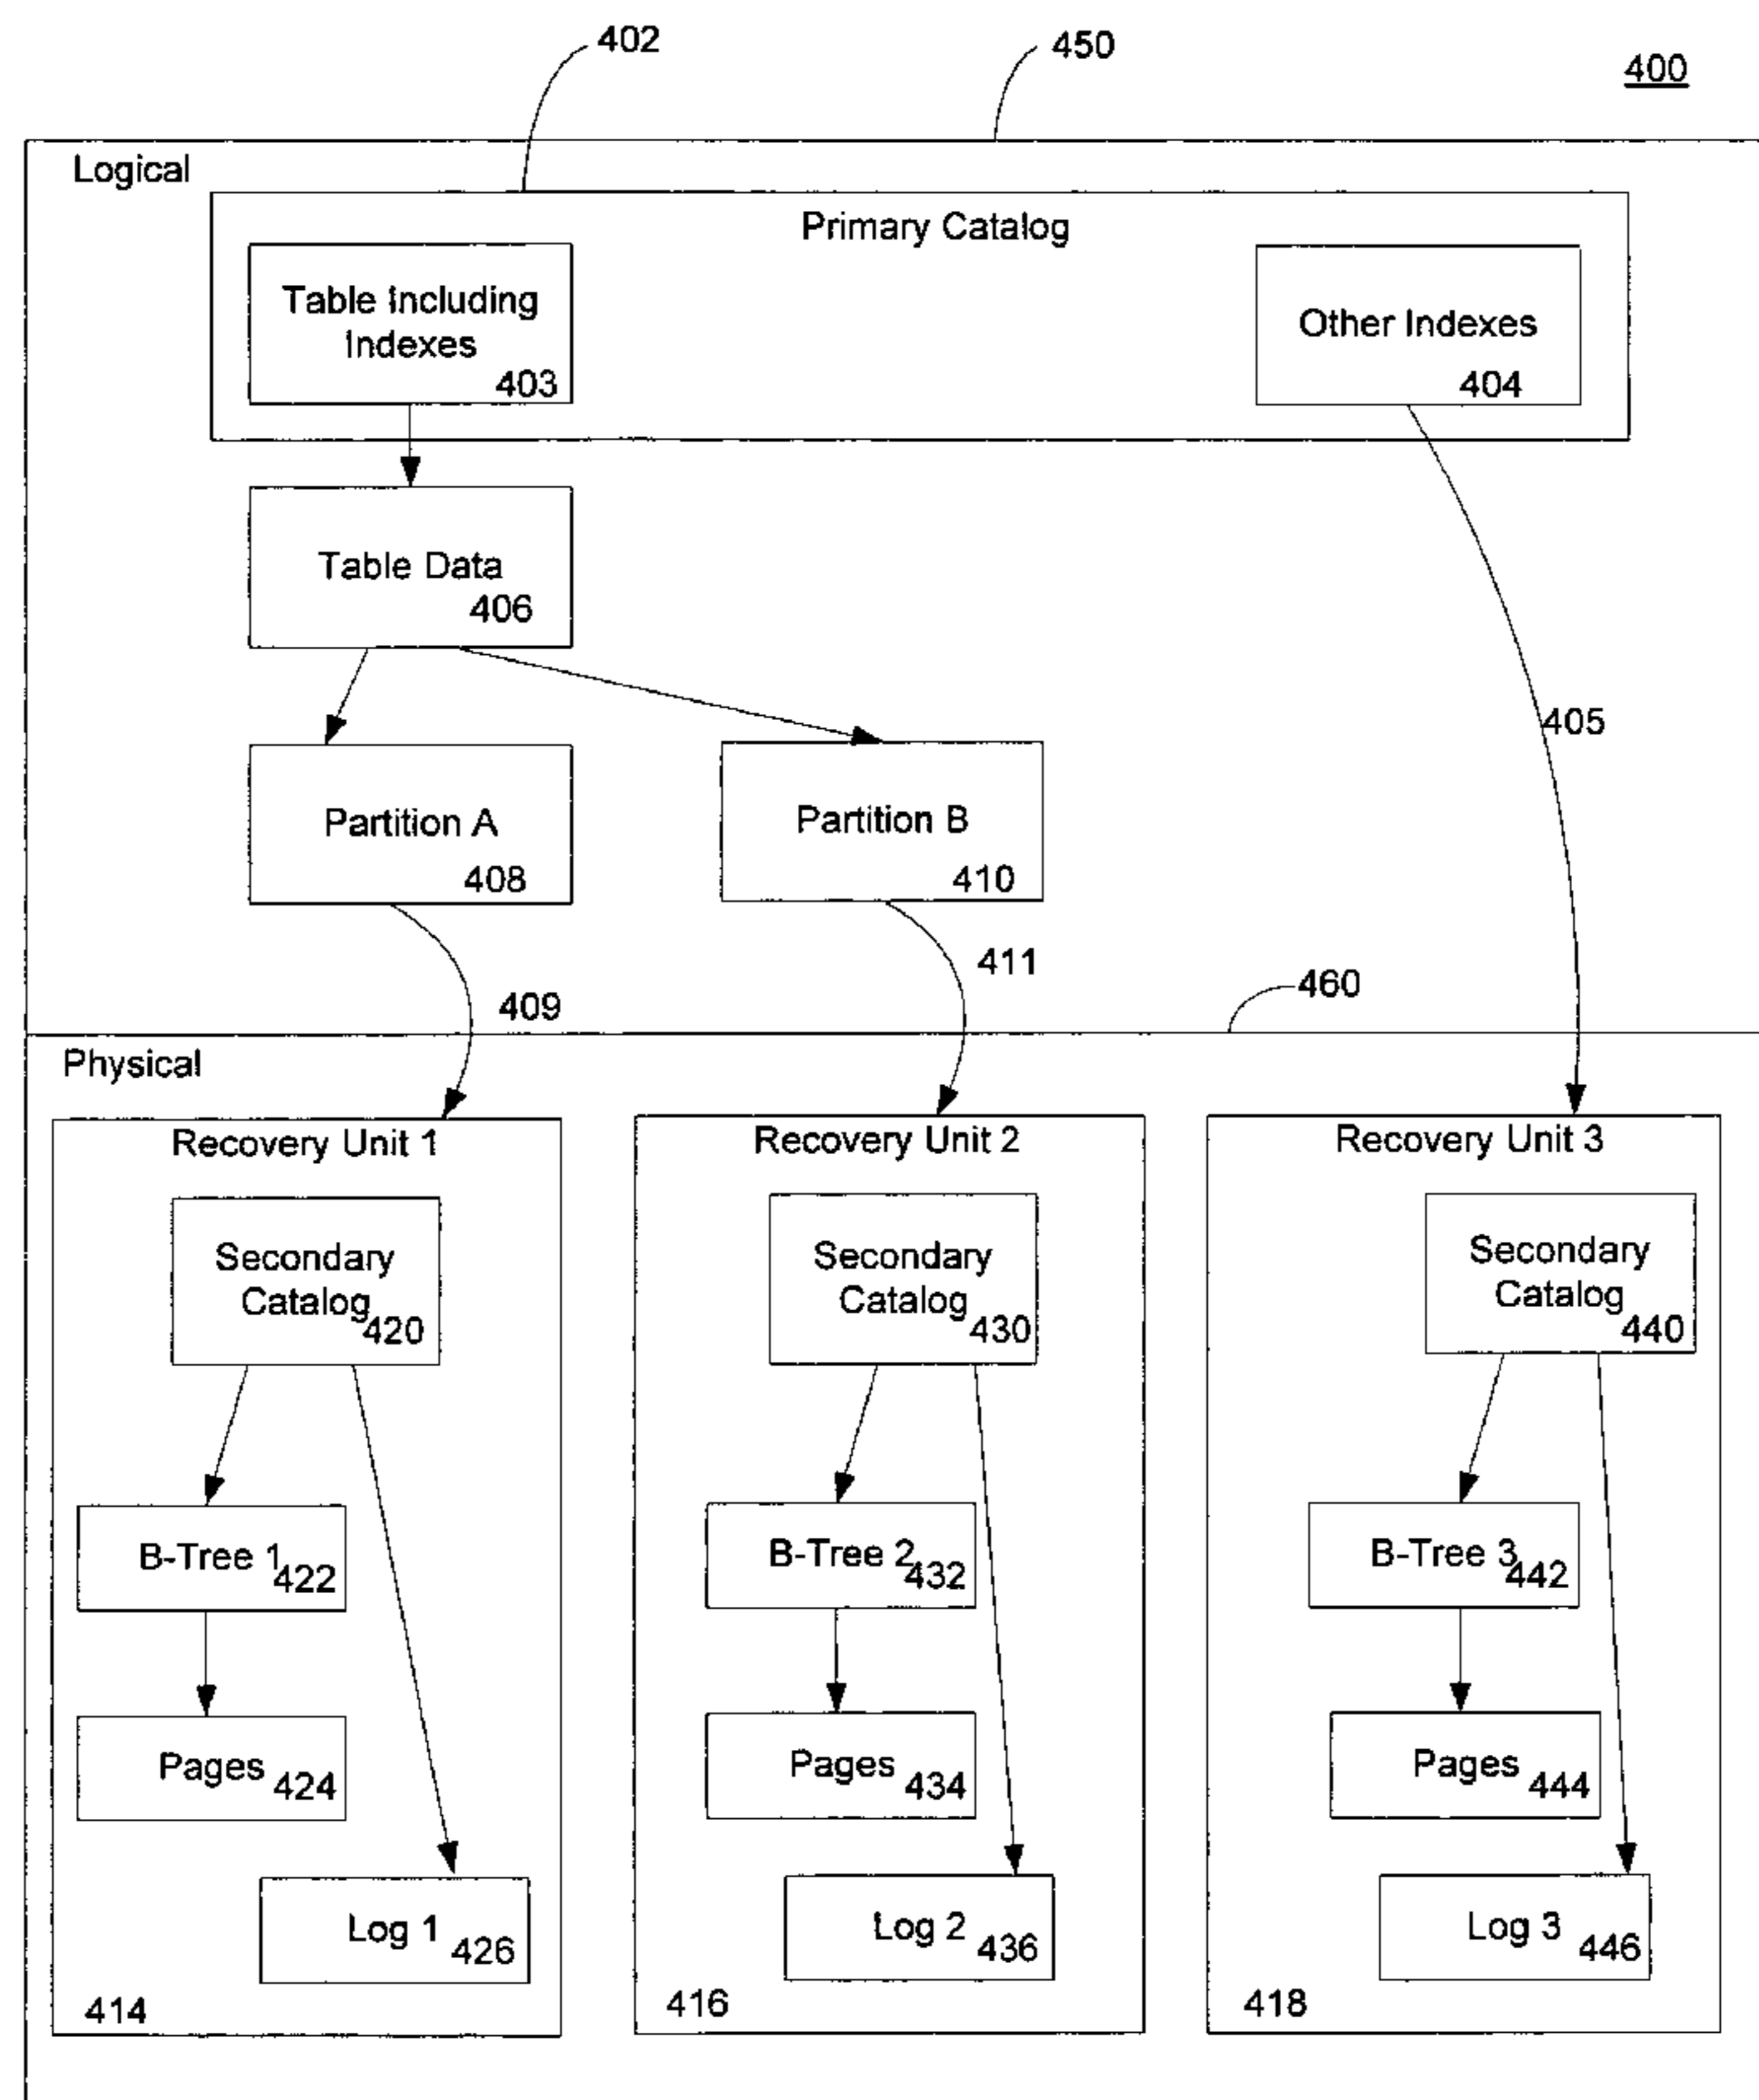 402
450
400
Logical
Primary Catalog
Table Including
Indexes
403
Other Indexes
404
Table Data
406
405
Partition A
408
Partition B
410
409
411
460
Physical
Recovery Unit 1
Secondary
Catalog
420
B-Tree 1
422
Pages
424
Log 1
426
414
Recovery Unit 2
Secondary
Catalog
430
B-Tree 2
432
Pages
434
Log 2
436
416
Recovery Unit 3
Secondary
Catalog
440
B-Tree 3
442
Pages
444
Log 3
446
418